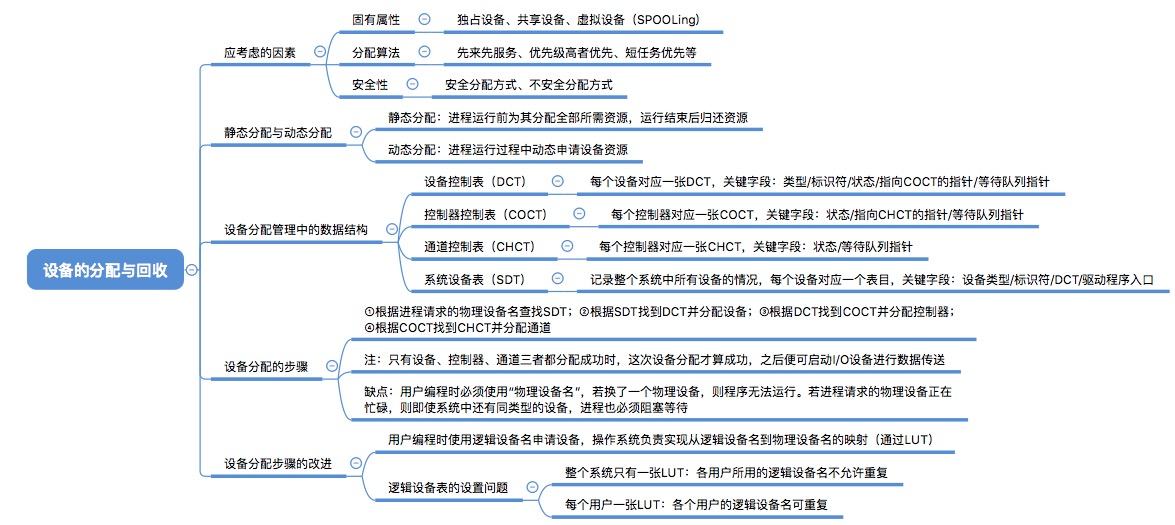 设备的分配与回收
应考虑的因素
固有属性
独占设备、共享设备、虚拟设备（SPOOLing）
分配算法
先来先服务、优先级高者优先、短任务优先等
安全性
安全分配方式、不安全分配方式
静态分配与动态分配
静态分配：进程运行前为其分配全部所需资源，运行结束后归还资源
动态分配：进程运行过程中动态申请设备资源
设备分配管理中的数据结构
设备控制表（DCT）
每个设备对应一张DCT，关键字段：类型/标识符/状态/指向COCT的指针/等待队列指针
控制器控制表（COCT）
每个控制器对应一张COCT，关键字段：状态/指向CHCT的指针/等待队列指针
通道控制表（CHCT）
每个控制器对应一张CHCT，关键字段：状态/等待队列指针
系统设备表（SDT）
记录整个系统中所有设备的情况，每个设备对应一个表目，关键字段：设备类型/标识符/DCT/驱动程序入口
设备分配的步骤
①根据进程请求的物理设备名查找SDT；②根据SDT找到DCT并分配设备；③根据DCT找到COCT并分配控制器；
④根据COCT找到CHCT并分配通道
注：只有设备、控制器、通道三者都分配成功时，这次设备分配才算成功，之后便可启动I/O设备进行数据传送
缺点：用户编程时必须使用“物理设备名”，若换了一个物理设备，则程序无法运行。若进程请求的物理设备正在
忙碌，则即使系统中还有同类型的设备，进程也必须阻塞等待
设备分配步骤的改进
用户编程时使用逻辑设备名申请设备，操作系统负责实现从逻辑设备名到物理设备名的映射（通过LUT）
逻辑设备表的设置问题
整个系统只有一张LUT：各用户所用的逻辑设备名不允许重复
每个用户一张LUT：各个用户的逻辑设备名可重复